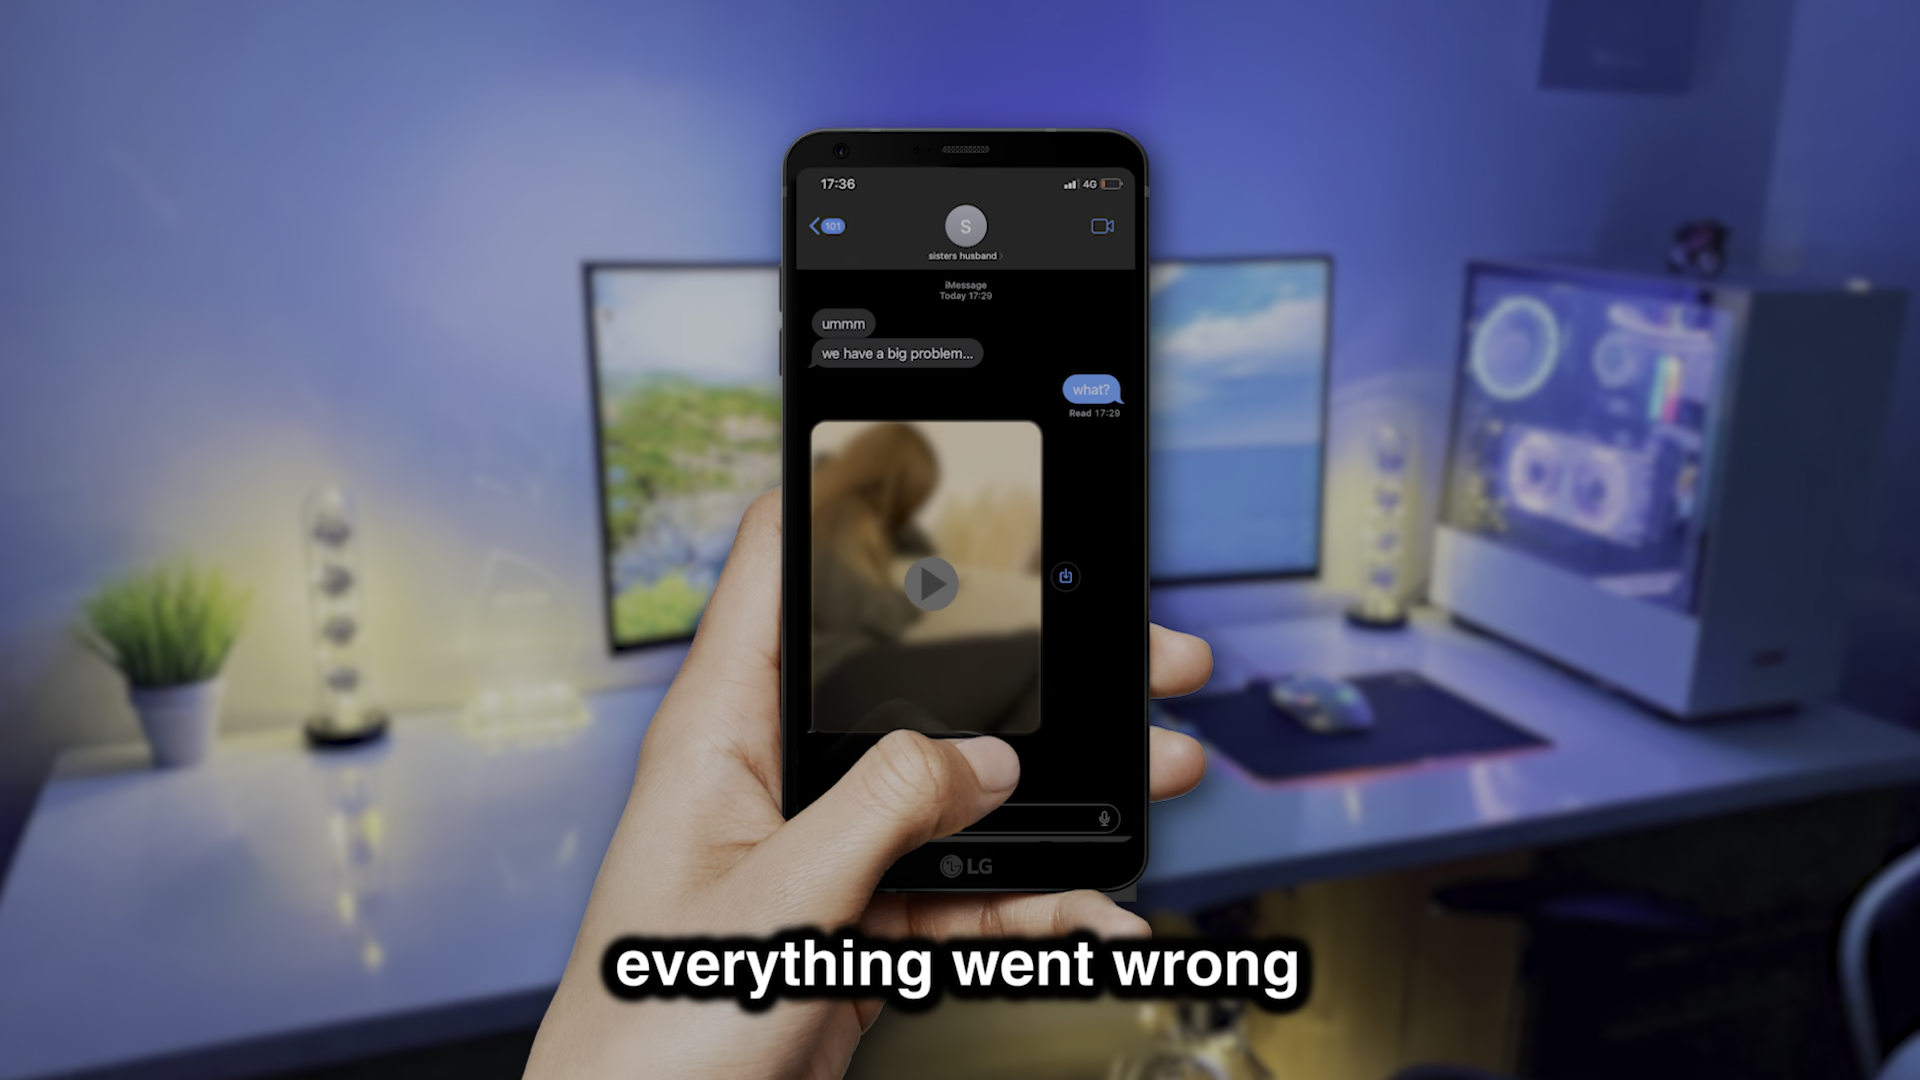 17:36
4G
101
S
sisters husband
iMessage
Today 17:29
ummm
we have a big problem...
what?
Read 17:29
LG
everything went wrong